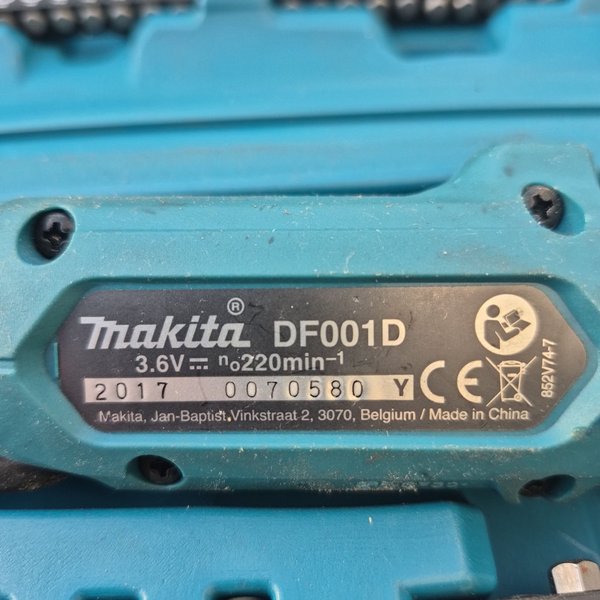 makita® DF001D
3.6V⎓ n₀220min⁻¹
2017 0070580 Y CE
Makita, Jan-Baptist Vinkstraat 2, 3070, Belgium / Made in China
852V74-7